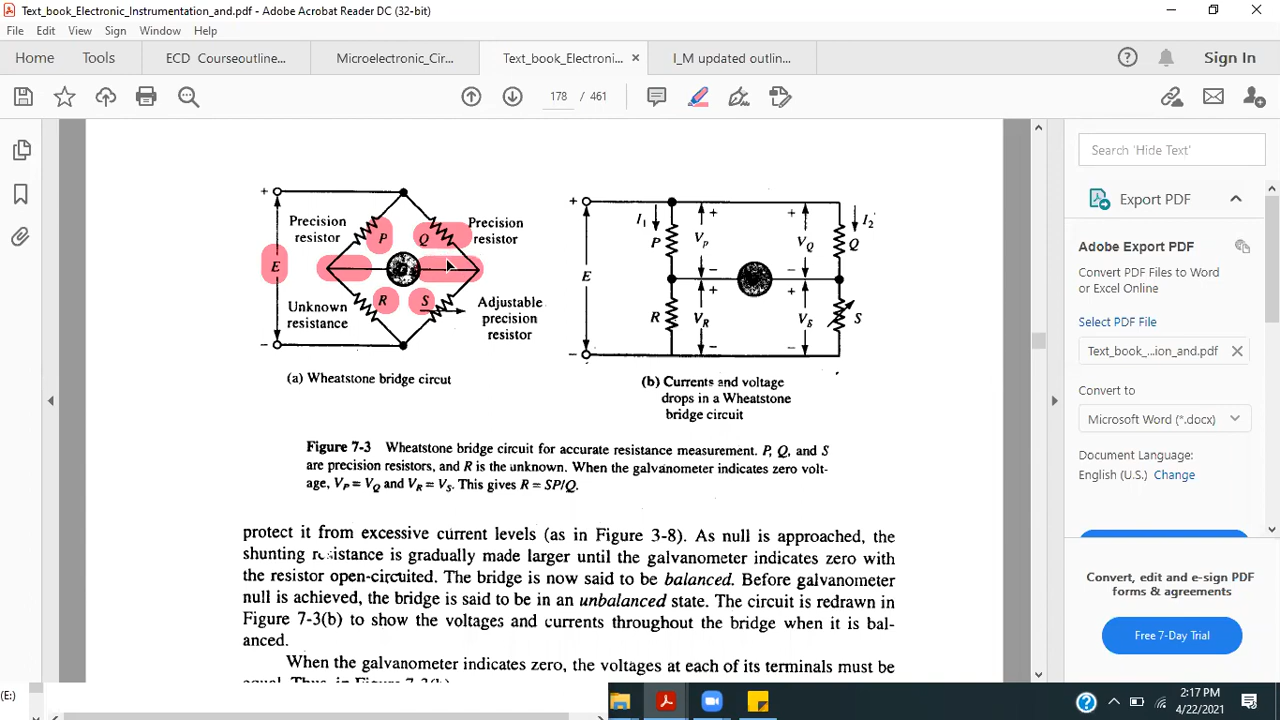 Text_book_Electronic_Instrumentation_and.pdf - Adobe Acrobat Reader DC (32-bit)
File Edit View Sign Window Help
Home Tools ECD Courseoutline... Microelectronic_Cir... Text_book_Electroni... × I_M updated outlin... Sign In
178 / 461
Search 'Hide Text'
Export PDF
Adobe Export PDF
Convert PDF Files to Word
or Excel Online
Select PDF File
Text_book_...ion_and.pdf
Convert to
Microsoft Word (*.docx)
Document Language:
English (U.S.) Change
Convert, edit and e-sign PDF
forms & agreements
Free 7-Day Trial
+
Precision
resistor
P
Q
Precision
resistor
E
G
Unknown
resistance
R
S
Adjustable
precision
resistor
−
(a) Wheatstone bridge circut
+
I1
P
Vp
+
−
+
VQ
−
I2
Q
E
R
+
VR
−
+
VS
−
S
−
(b) Currents and voltage
drops in a Wheatstone
bridge circuit
Figure 7-3 Wheatstone bridge circuit for accurate resistance measurement. P, Q, and S
are precision resistors, and R is the unknown. When the galvanometer indicates zero volt-
age, VP = VQ and VR = VS. This gives R = SP/Q.
protect it from excessive current levels (as in Figure 3-8). As null is approached, the
shunting resistance is gradually made larger until the galvanometer indicates zero with
the resistor open-circuited. The bridge is now said to be balanced. Before galvanometer
null is achieved, the bridge is said to be in an unbalanced state. The circuit is redrawn in
Figure 7-3(b) to show the voltages and currents throughout the bridge when it is bal-
anced.
When the galvanometer indicates zero, the voltages at each of its terminals must be
equal. Thus, in Figure 7-3(b),
(E:)
2:17 PM
4/22/2021